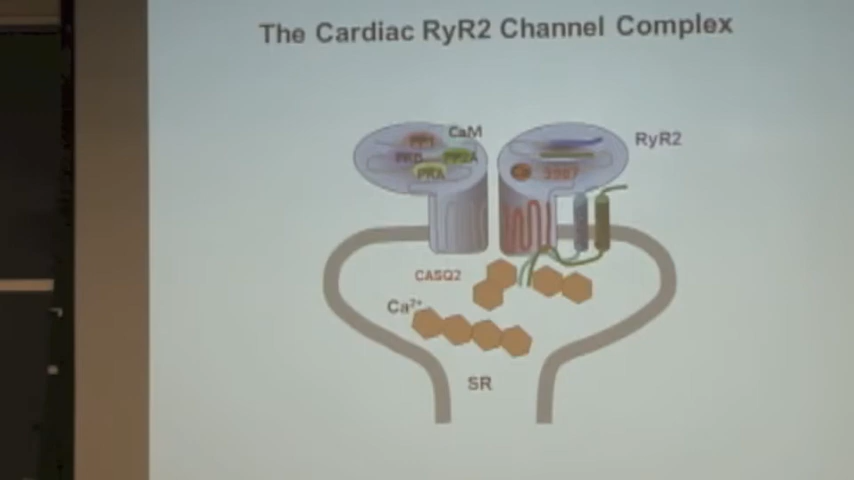 The Cardiac RyR2 Channel Complex
CaM
RyR2
PP1
PP2A
PKA
CASQ2
Ca²⁺
SR